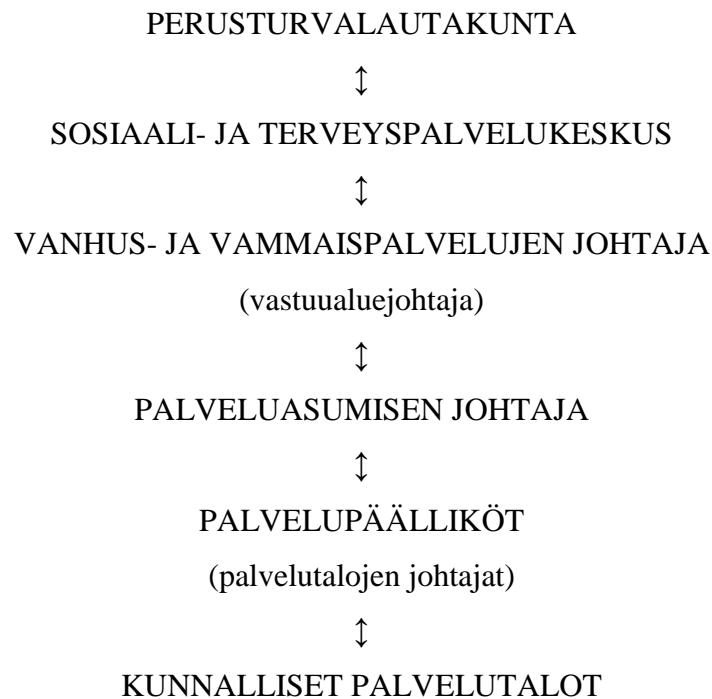 PERUSTURVALAUTAKUNTA
↕
SOSIAALI- JA TERVEYSPALVELUKESKUS
↕
VANHUS- JA VAMMAISPALVELUJEN JOHTAJA
(vastuualuejohtaja)
↕
PALVELUASUMISEN JOHTAJA
↕
PALVELUPÄÄLLIKÖT
(palvelutalojen johtajat)
↕
KUNNALLISET PALVELUTALOT